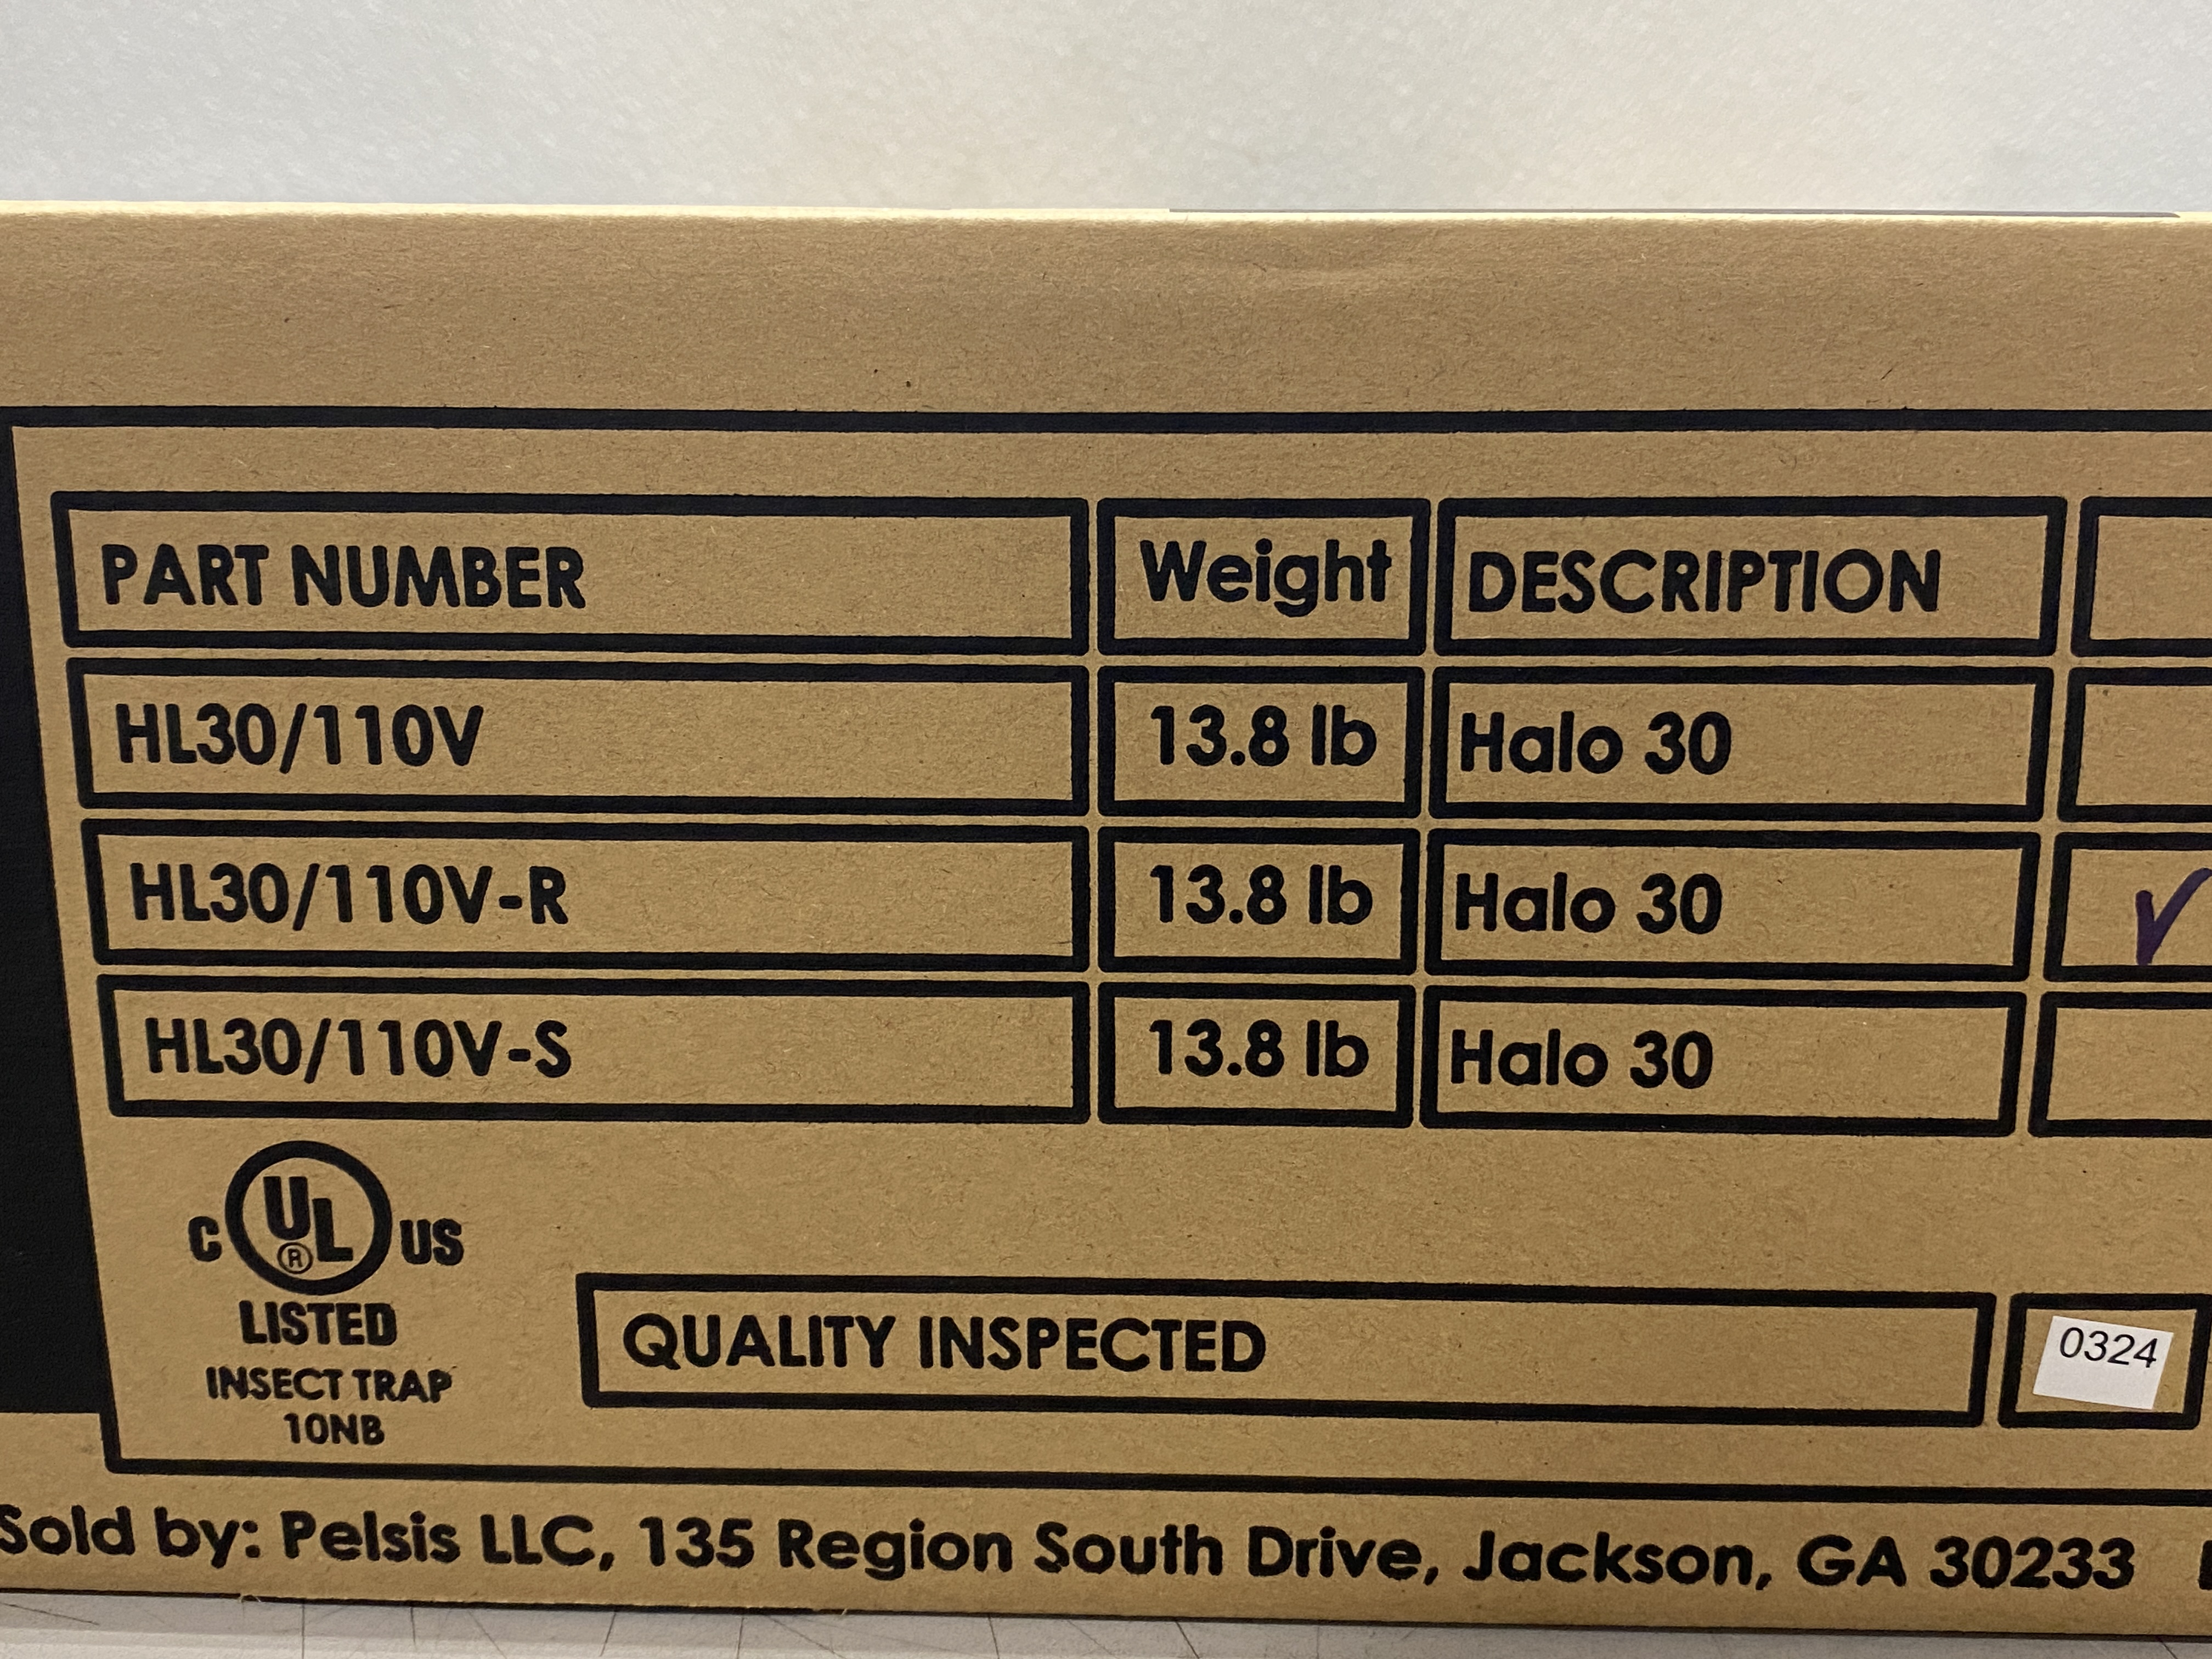 PART NUMBER Weight DESCRIPTION
HL30/110V 13.8 lb Halo 30
HL30/110V-R 13.8 lb Halo 30 ✓
HL30/110V-S 13.8 lb Halo 30
C UL® US
LISTED
INSECT TRAP
10NB
QUALITY INSPECTED 0324
Sold by: Pelsis LLC, 135 Region South Drive, Jackson, GA 30233